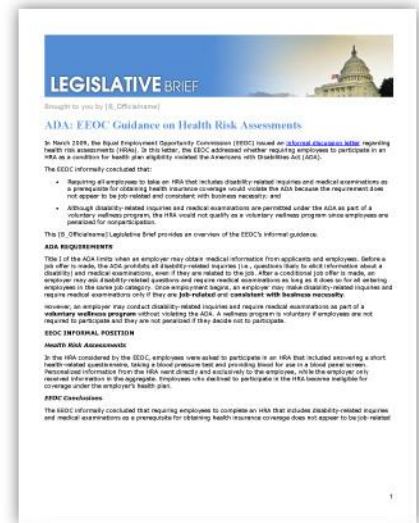 LEGISLATIVE BRIEF
Brought to you by [B_Officialname]
ADA: EEOC Guidance on Health Risk Assessments
In March 2009, the Equal Employment Opportunity Commission (EEOC) issued an informal discussion letter regarding
health risk assessments (HRAs). In this letter, the EEOC addressed whether requiring employees to participate in an
HRA as a condition for health plan eligibility violated the Americans with Disabilities Act (ADA).
The EEOC informally concluded that:
• Requiring all employees to take an HRA that includes disability-related inquiries and medical examinations as
a prerequisite for obtaining health insurance coverage would violate the ADA because the requirement does
not appear to be job-related and consistent with business necessity; and
• Although disability-related inquiries and medical examinations are permitted under the ADA as part of a
voluntary wellness program, the HRA would not qualify as a voluntary wellness program since employees are
penalized for nonparticipation.
This [B_Officialname] Legislative Brief provides an overview of the EEOC's informal guidance.
ADA REQUIREMENTS
Title I of the ADA limits when an employer may obtain medical information from applicants and employees. Before a
job offer is made, the ADA prohibits all disability-related inquiries (i.e., questions likely to elicit information about a
disability) and medical examinations, even if they are related to the job. After a conditional job offer is made, an
employer may ask disability-related questions and require medical examinations as long as it does so for all entering
employees in the same job category. Once employment begins, an employer may make disability-related inquiries and
require medical examinations only if they are job-related and consistent with business necessity.
However, an employer may conduct disability-related inquiries and require medical examinations as part of a
voluntary wellness program without violating the ADA. A wellness program is voluntary if employees are not
required to participate and they are not penalized if they decide not to participate.
EEOC INFORMAL POSITION
Health Risk Assessments
In the HRA considered by the EEOC, employees were asked to participate in an HRA that included answering a short
health-related questionnaire, taking a blood pressure test and providing blood for use in a blood panel screen.
Personalized information from the HRA went directly and exclusively to the employee, while the employer only
received information in the aggregate. Employees who declined to participate in the HRA became ineligible for
coverage under the employer's health plan.
EEOC Conclusions
The EEOC informally concluded that requiring employees to complete an HRA that includes disability-related inquiries
and medical examinations as a prerequisite for obtaining health insurance coverage does not appear to be job-related
1